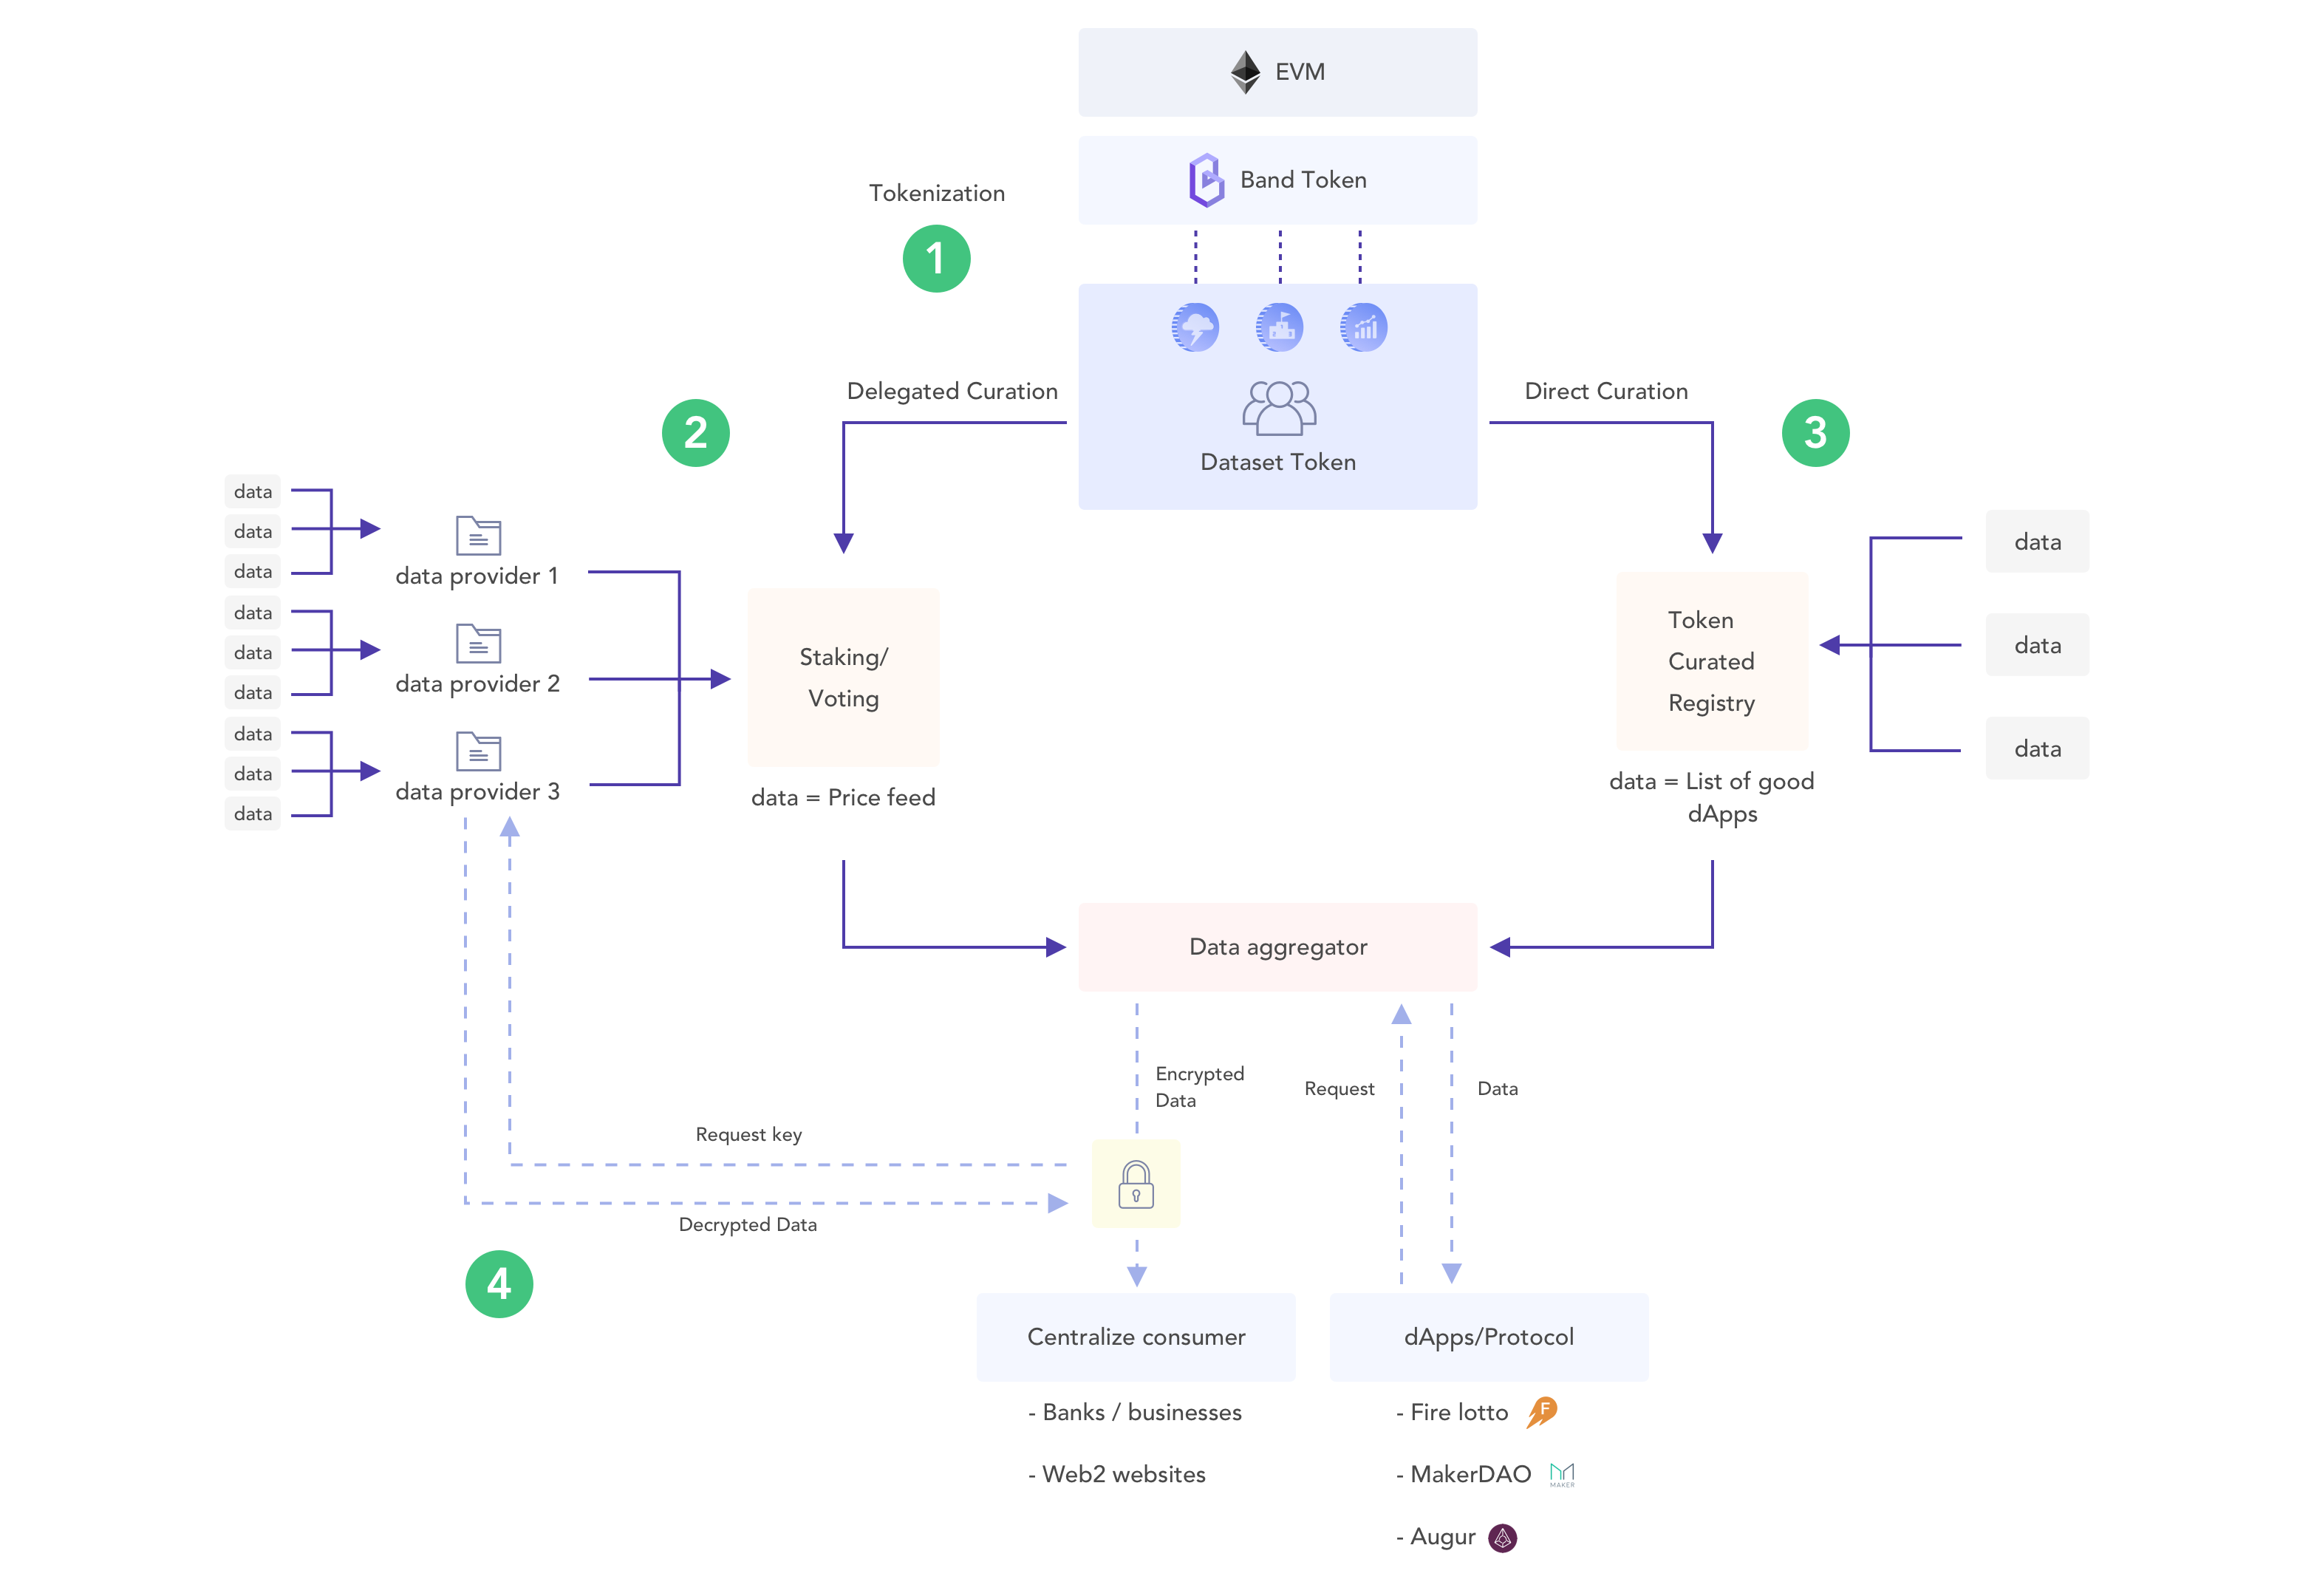 EVM
Band Token
Tokenization
1
Delegated Curation
Direct Curation
Dataset Token
2
3
data
data
data
data provider 1
data
data
data
data provider 2
data
data
data
data provider 3
Staking/
Voting
data = Price feed
Token
Curated
Registry
data = List of good
dApps
data
data
data
Data aggregator
Encrypted
Data
Request
Data
Request key
Decrypted Data
4
Centralize consumer
- Banks / businesses
- Web2 websites
dApps/Protocol
- Fire lotto
F
- MakerDAO
MAKER
- Augur